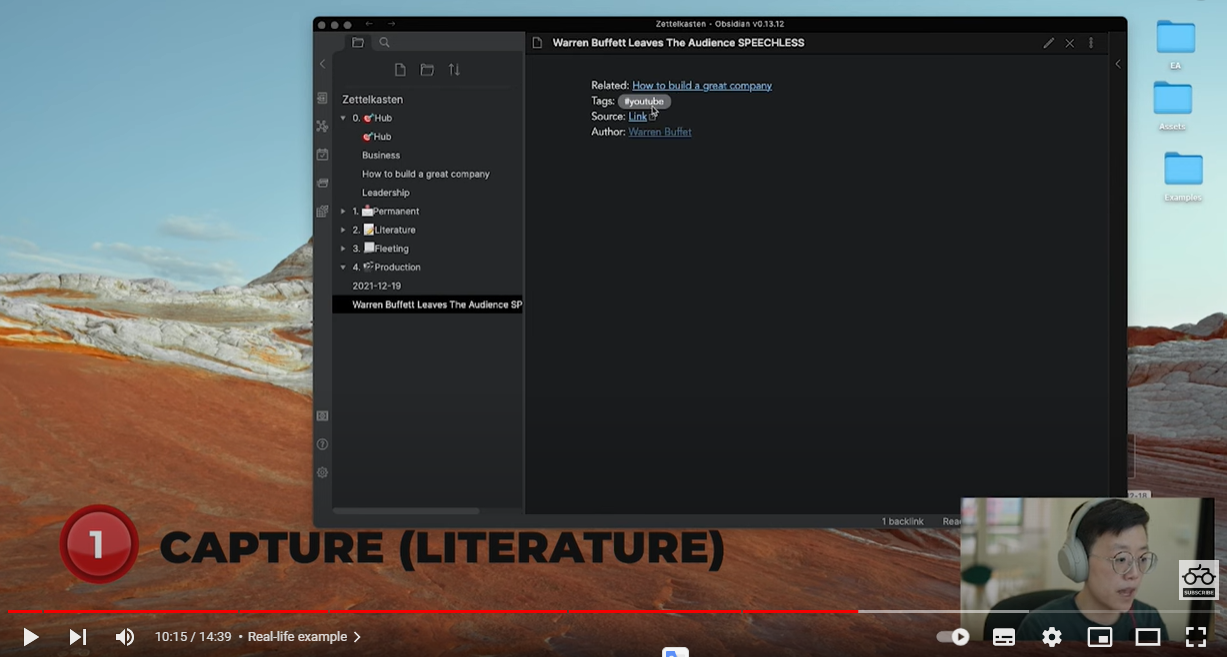 Zettelkasten - Obsidian v0.13.12
Warren Buffett Leaves The Audience SPEECHLESS
EA
Assets
Examples
Zettelkasten
0. Hub
Hub
Business
How to build a great company
Leadership
1. Permanent
2. Literature
3. Fleeting
4. Production
2021-12-19
Warren Buffett Leaves The Audience SP
Related: How to build a great company
Tags: #youtube
Source: Link
Author: Warren Buffet
1 backlink
1 CAPTURE (LITERATURE)
SUBSCRIBE
10:15 / 14:39 • Real-life example